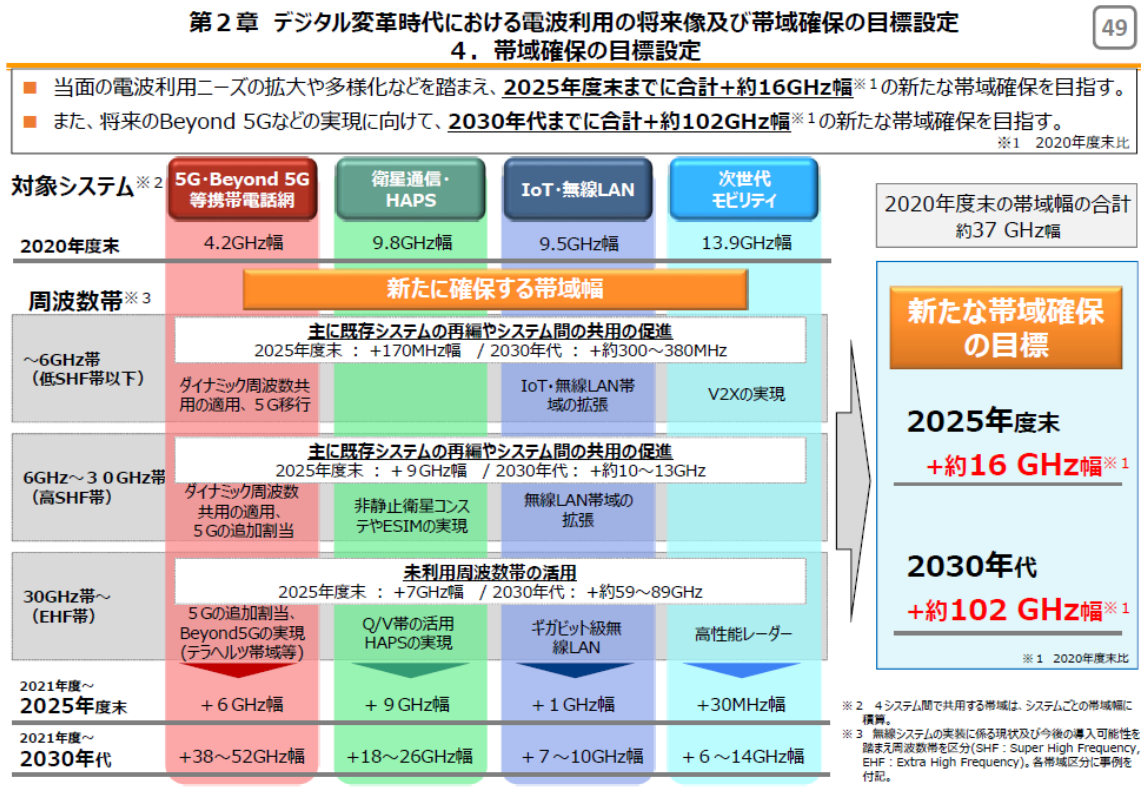 第２章 デジタル変革時代における電波利用の将来像及び帯域確保の目標設定
４．帯域確保の目標設定
49
■ 当面の電波利用ニーズの拡大や多様化などを踏まえ、2025年度末までに合計+約16GHz幅※1の新たな帯域確保を目指す。
■ また、将来のBeyond 5Gなどの実現に向けて、2030年代までに合計+約102GHz幅※1の新たな帯域確保を目指す。
※1 2020年度末比
対象システム※2
5G・Beyond 5G
等携帯電話網
衛星通信・
HAPS
IoT・無線LAN
次世代
モビリティ
2020年度末の帯域幅の合計
約37 GHz幅
2020年度末
4.2GHz幅
9.8GHz幅
9.5GHz幅
13.9GHz幅
周波数帯※3
新たに確保する帯域幅
～6GHz帯
（低SHF帯以下）
主に既存システムの再編やシステム間の共用の促進
2025年度末 ： +170MHz幅 / 2030年代 ： +約300～380MHz
ダイナミック周波数共
用の適用、５G移行
IoT・無線LAN帯
域の拡張
V2Xの実現
6GHz～３０GHz帯
（高SHF帯）
主に既存システムの再編やシステム間の共用の促進
2025年度末 ： +９GHz幅 / 2030年代： +約10～13GHz
ダイナミック周波数
共用の適用、
５Gの追加割当
非静止衛星コンス
テやESIMの実現
無線LAN帯域の
拡張
30GHz帯～
（EHF帯）
未利用周波数帯の活用
2025年度末 ： +7GHz幅 / 2030年代： +約59～89GHz
５Gの追加割当、
Beyond5Gの実現
(テラヘルツ帯域等)
Q/V帯の活用
HAPSの実現
ギガビット級無
線LAN
高性能レーダー
2021年度～
2025年度末
+６GHz幅
+９GHz幅
+１GHz幅
+30MHz幅
2021年度～
2030年代
+38～52GHz幅
+18～26GHz幅
+７～10GHz幅
+６～14GHz幅
新たな帯域確保
の目標
2025年度末
+約16 GHz幅※1
2030年代
+約102 GHz幅※1
※１ 2020年度末比
※２ ４システム間で共用する帯域は、システムごとの帯域幅に
積算。
※３ 無線システムの実装に係る現状及び今後の導入可能性を
踏まえ周波数帯を区分(SHF：Super High Frequency,
EHF：Extra High Frequency)。各帯域区分に事例を
付記。